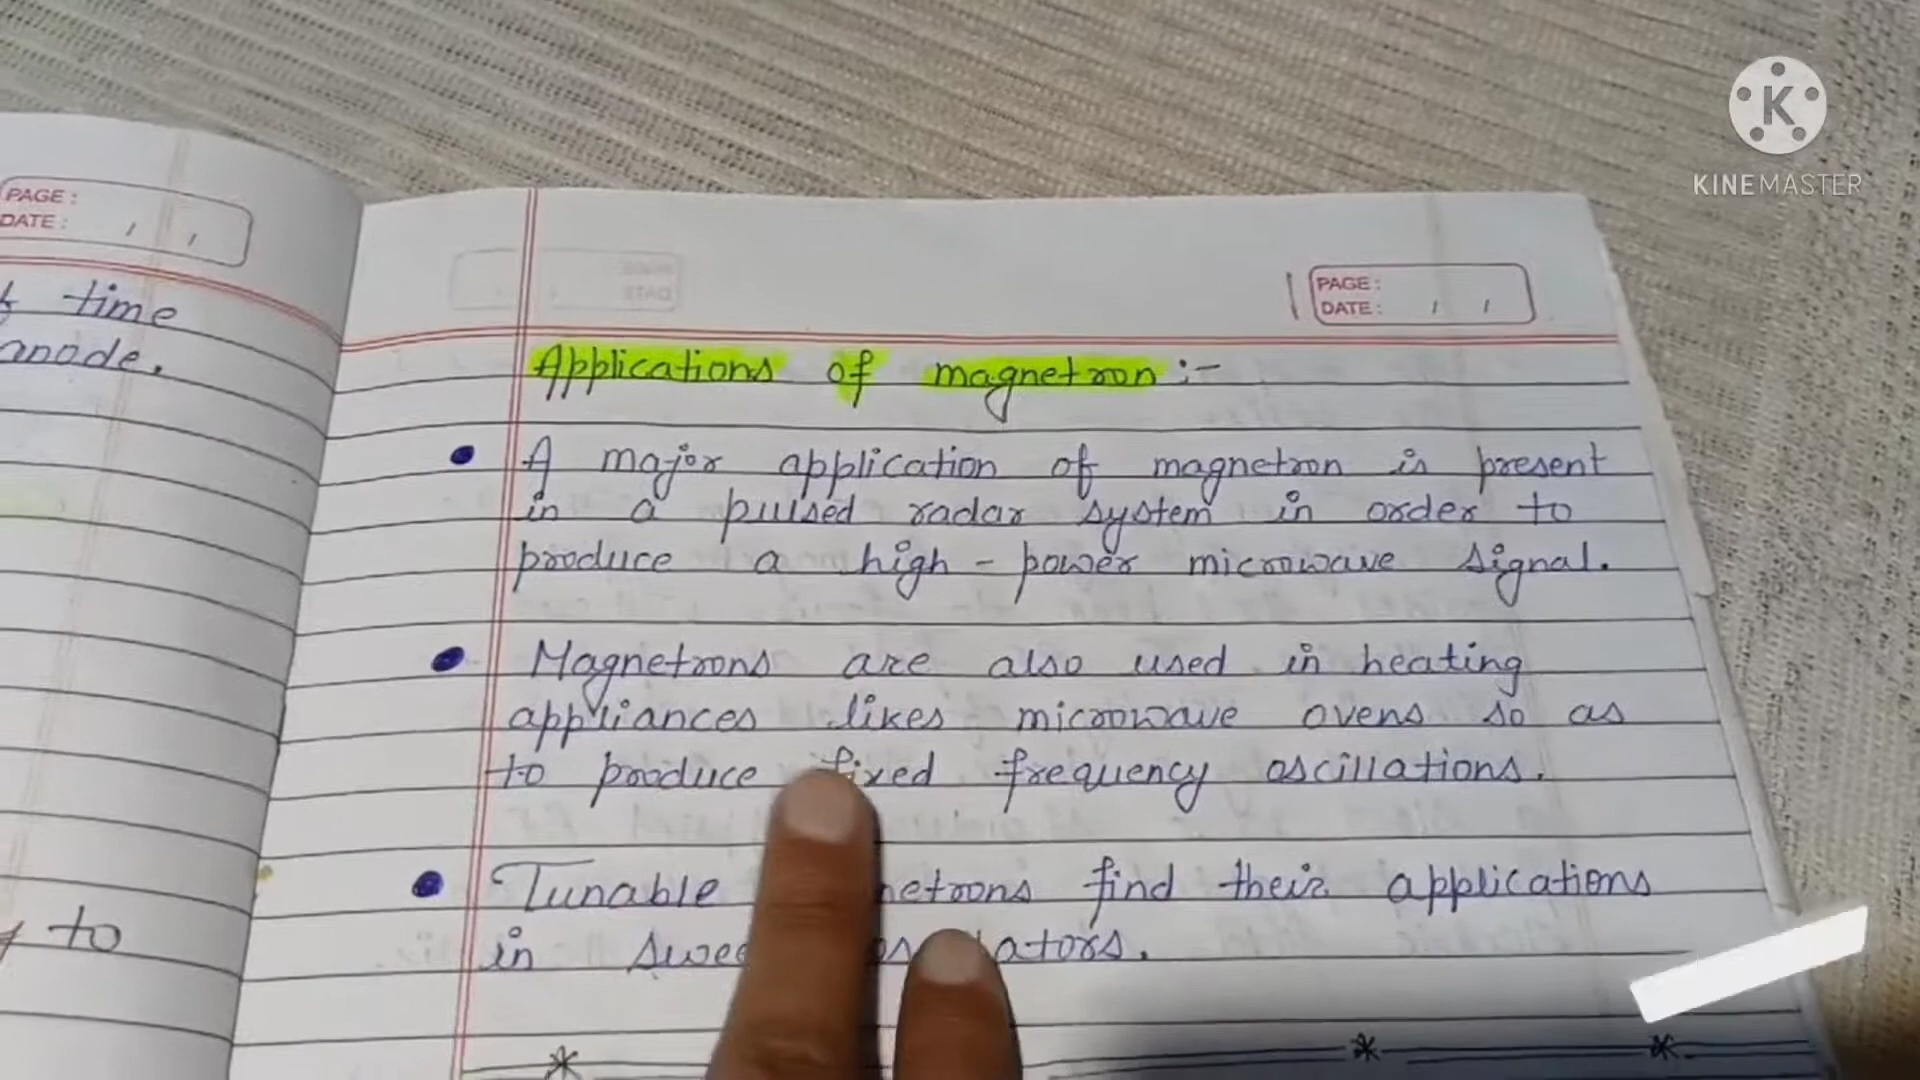 KINEMASTER
PAGE:
DATE: / /
time
anode.
to
PAGE:
DATE: / /
Applications of magnetron :-
• A major application of magnetron is present
in a pulsed radar system in order to
produce a high - power microwave signal.
• Magnetrons are also used in heating
appliances likes microwave ovens so as
to produce fixed frequency oscillations.
• Tunable find their applications
in